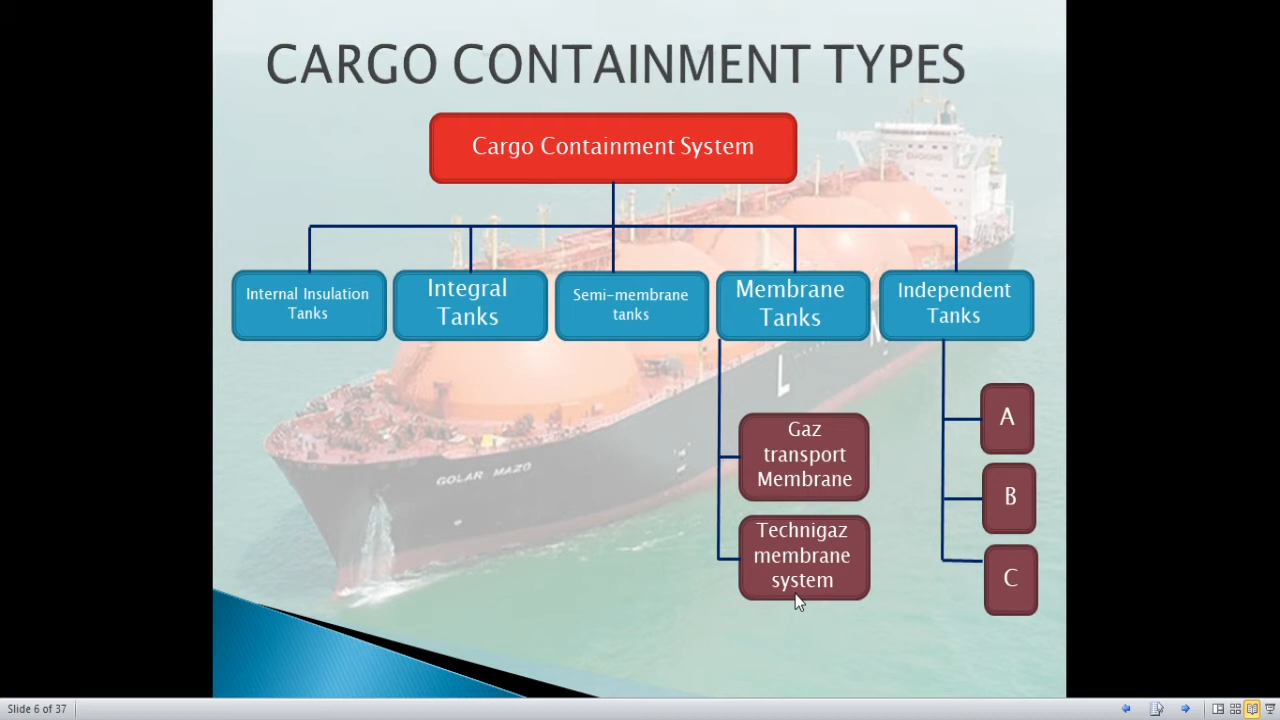 CARGO CONTAINMENT TYPES
Cargo Containment System
Internal Insulation
Tanks
Integral
Tanks
Semi-membrane
tanks
Membrane
Tanks
Independent
Tanks
Gaz
transport
Membrane
Technigaz
membrane
system
A
B
C
L
N
GOLAR MAZO
Slide 6 of 37